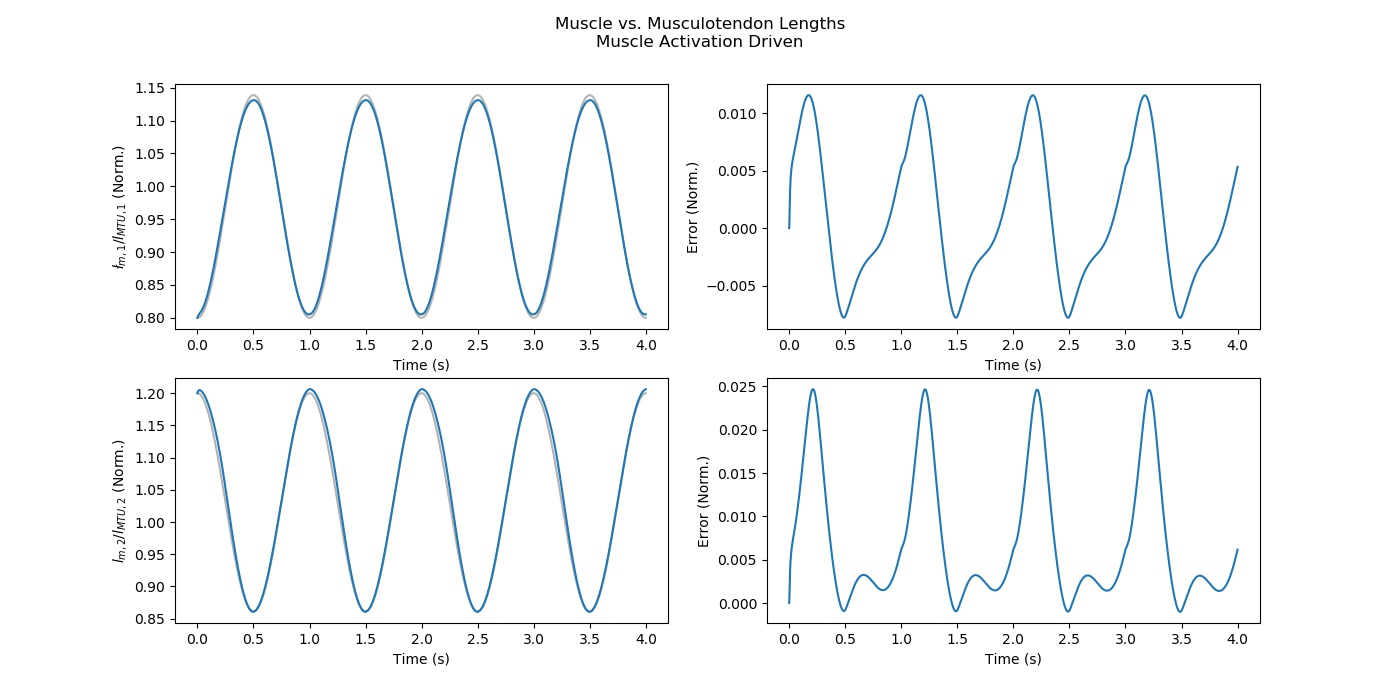 Muscle vs. Musculotendon Lengths
Muscle Activation Driven
l_{m,1}/l_{MTU,1} (Norm.)
1.15
1.10
1.05
1.00
0.95
0.90
0.85
0.80
0.0 0.5 1.0 1.5 2.0 2.5 3.0 3.5 4.0
Time (s)
Error (Norm.)
0.010
0.005
0.000
−0.005
0.0 0.5 1.0 1.5 2.0 2.5 3.0 3.5 4.0
Time (s)
l_{m,2}/l_{MTU,2} (Norm.)
1.20
1.15
1.10
1.05
1.00
0.95
0.90
0.85
0.0 0.5 1.0 1.5 2.0 2.5 3.0 3.5 4.0
Time (s)
Error (Norm.)
0.025
0.020
0.015
0.010
0.005
0.000
0.0 0.5 1.0 1.5 2.0 2.5 3.0 3.5 4.0
Time (s)